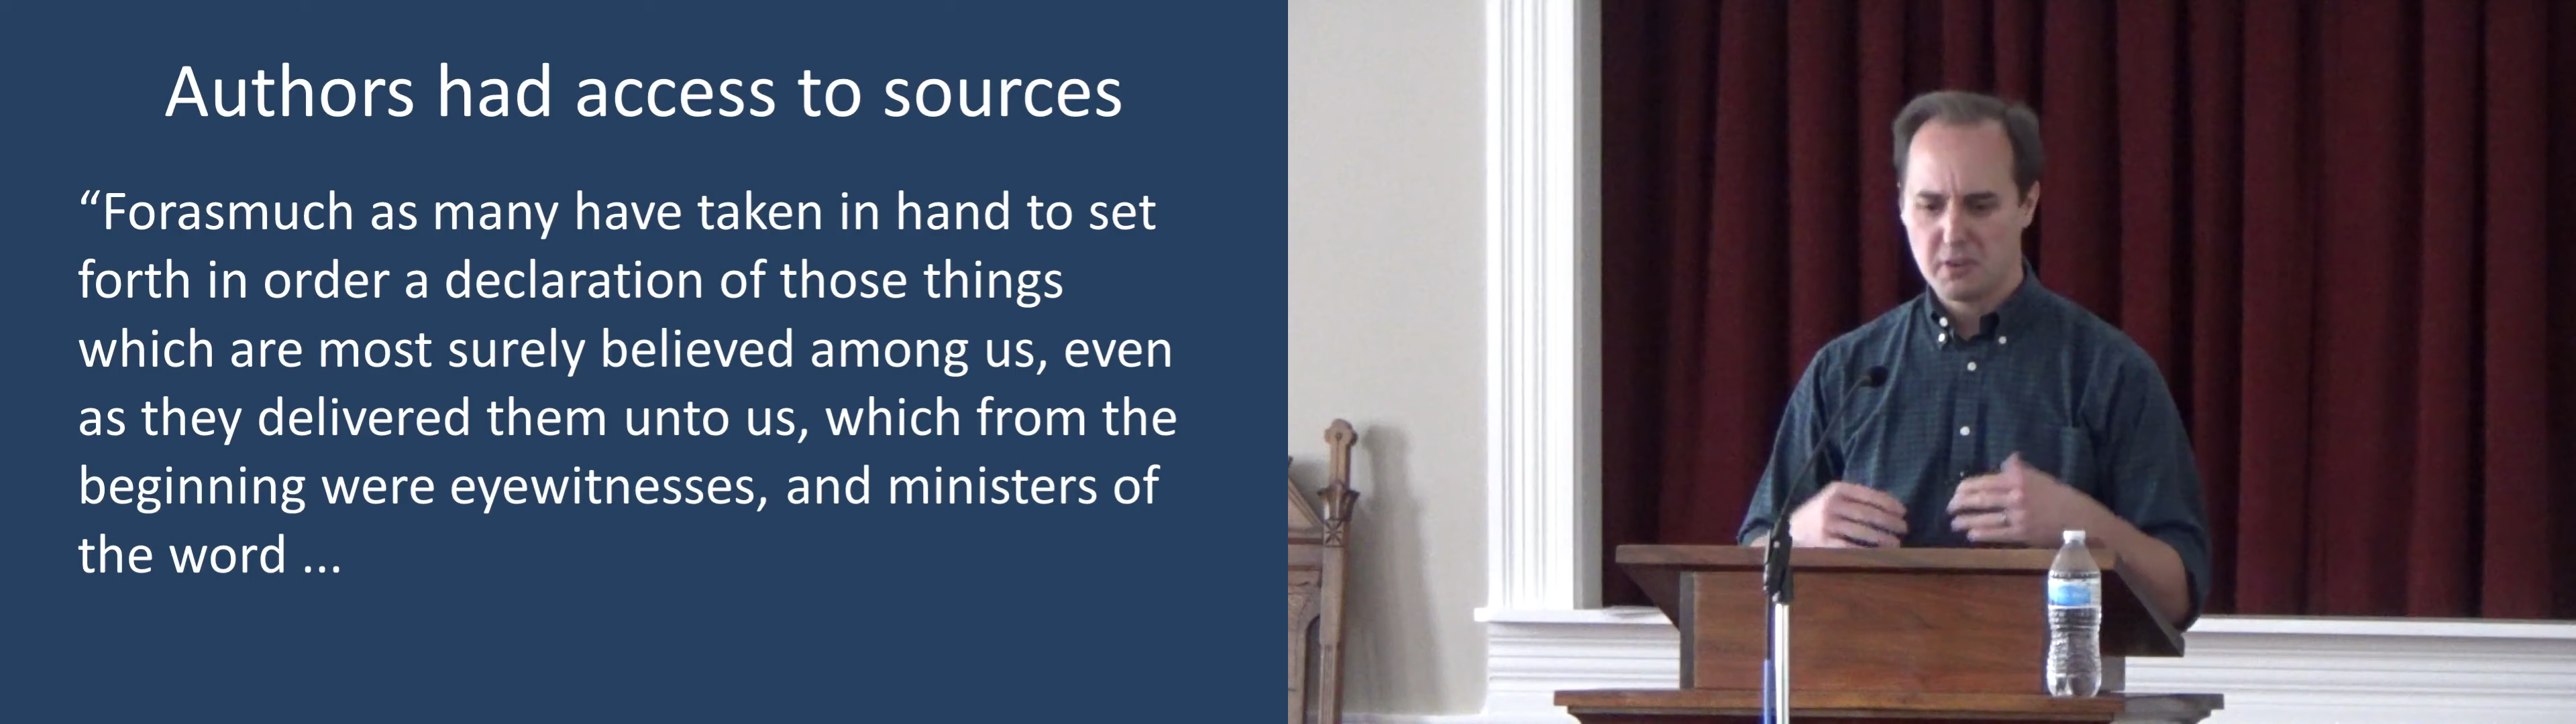 Authors had access to sources
“Forasmuch as many have taken in hand to set
forth in order a declaration of those things
which are most surely believed among us, even
as they delivered them unto us, which from the
beginning were eyewitnesses, and ministers of
the word ...